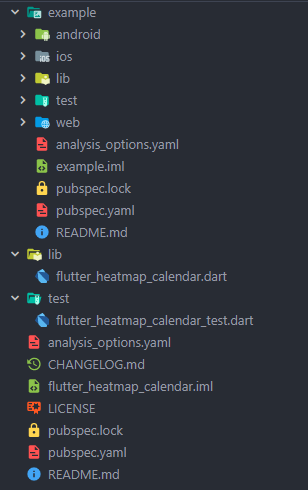 example
android
ios
lib
test
web
analysis_options.yaml
example.iml
pubspec.lock
pubspec.yaml
README.md
lib
flutter_heatmap_calendar.dart
test
flutter_heatmap_calendar_test.dart
analysis_options.yaml
CHANGELOG.md
flutter_heatmap_calendar.iml
LICENSE
pubspec.lock
pubspec.yaml
README.md